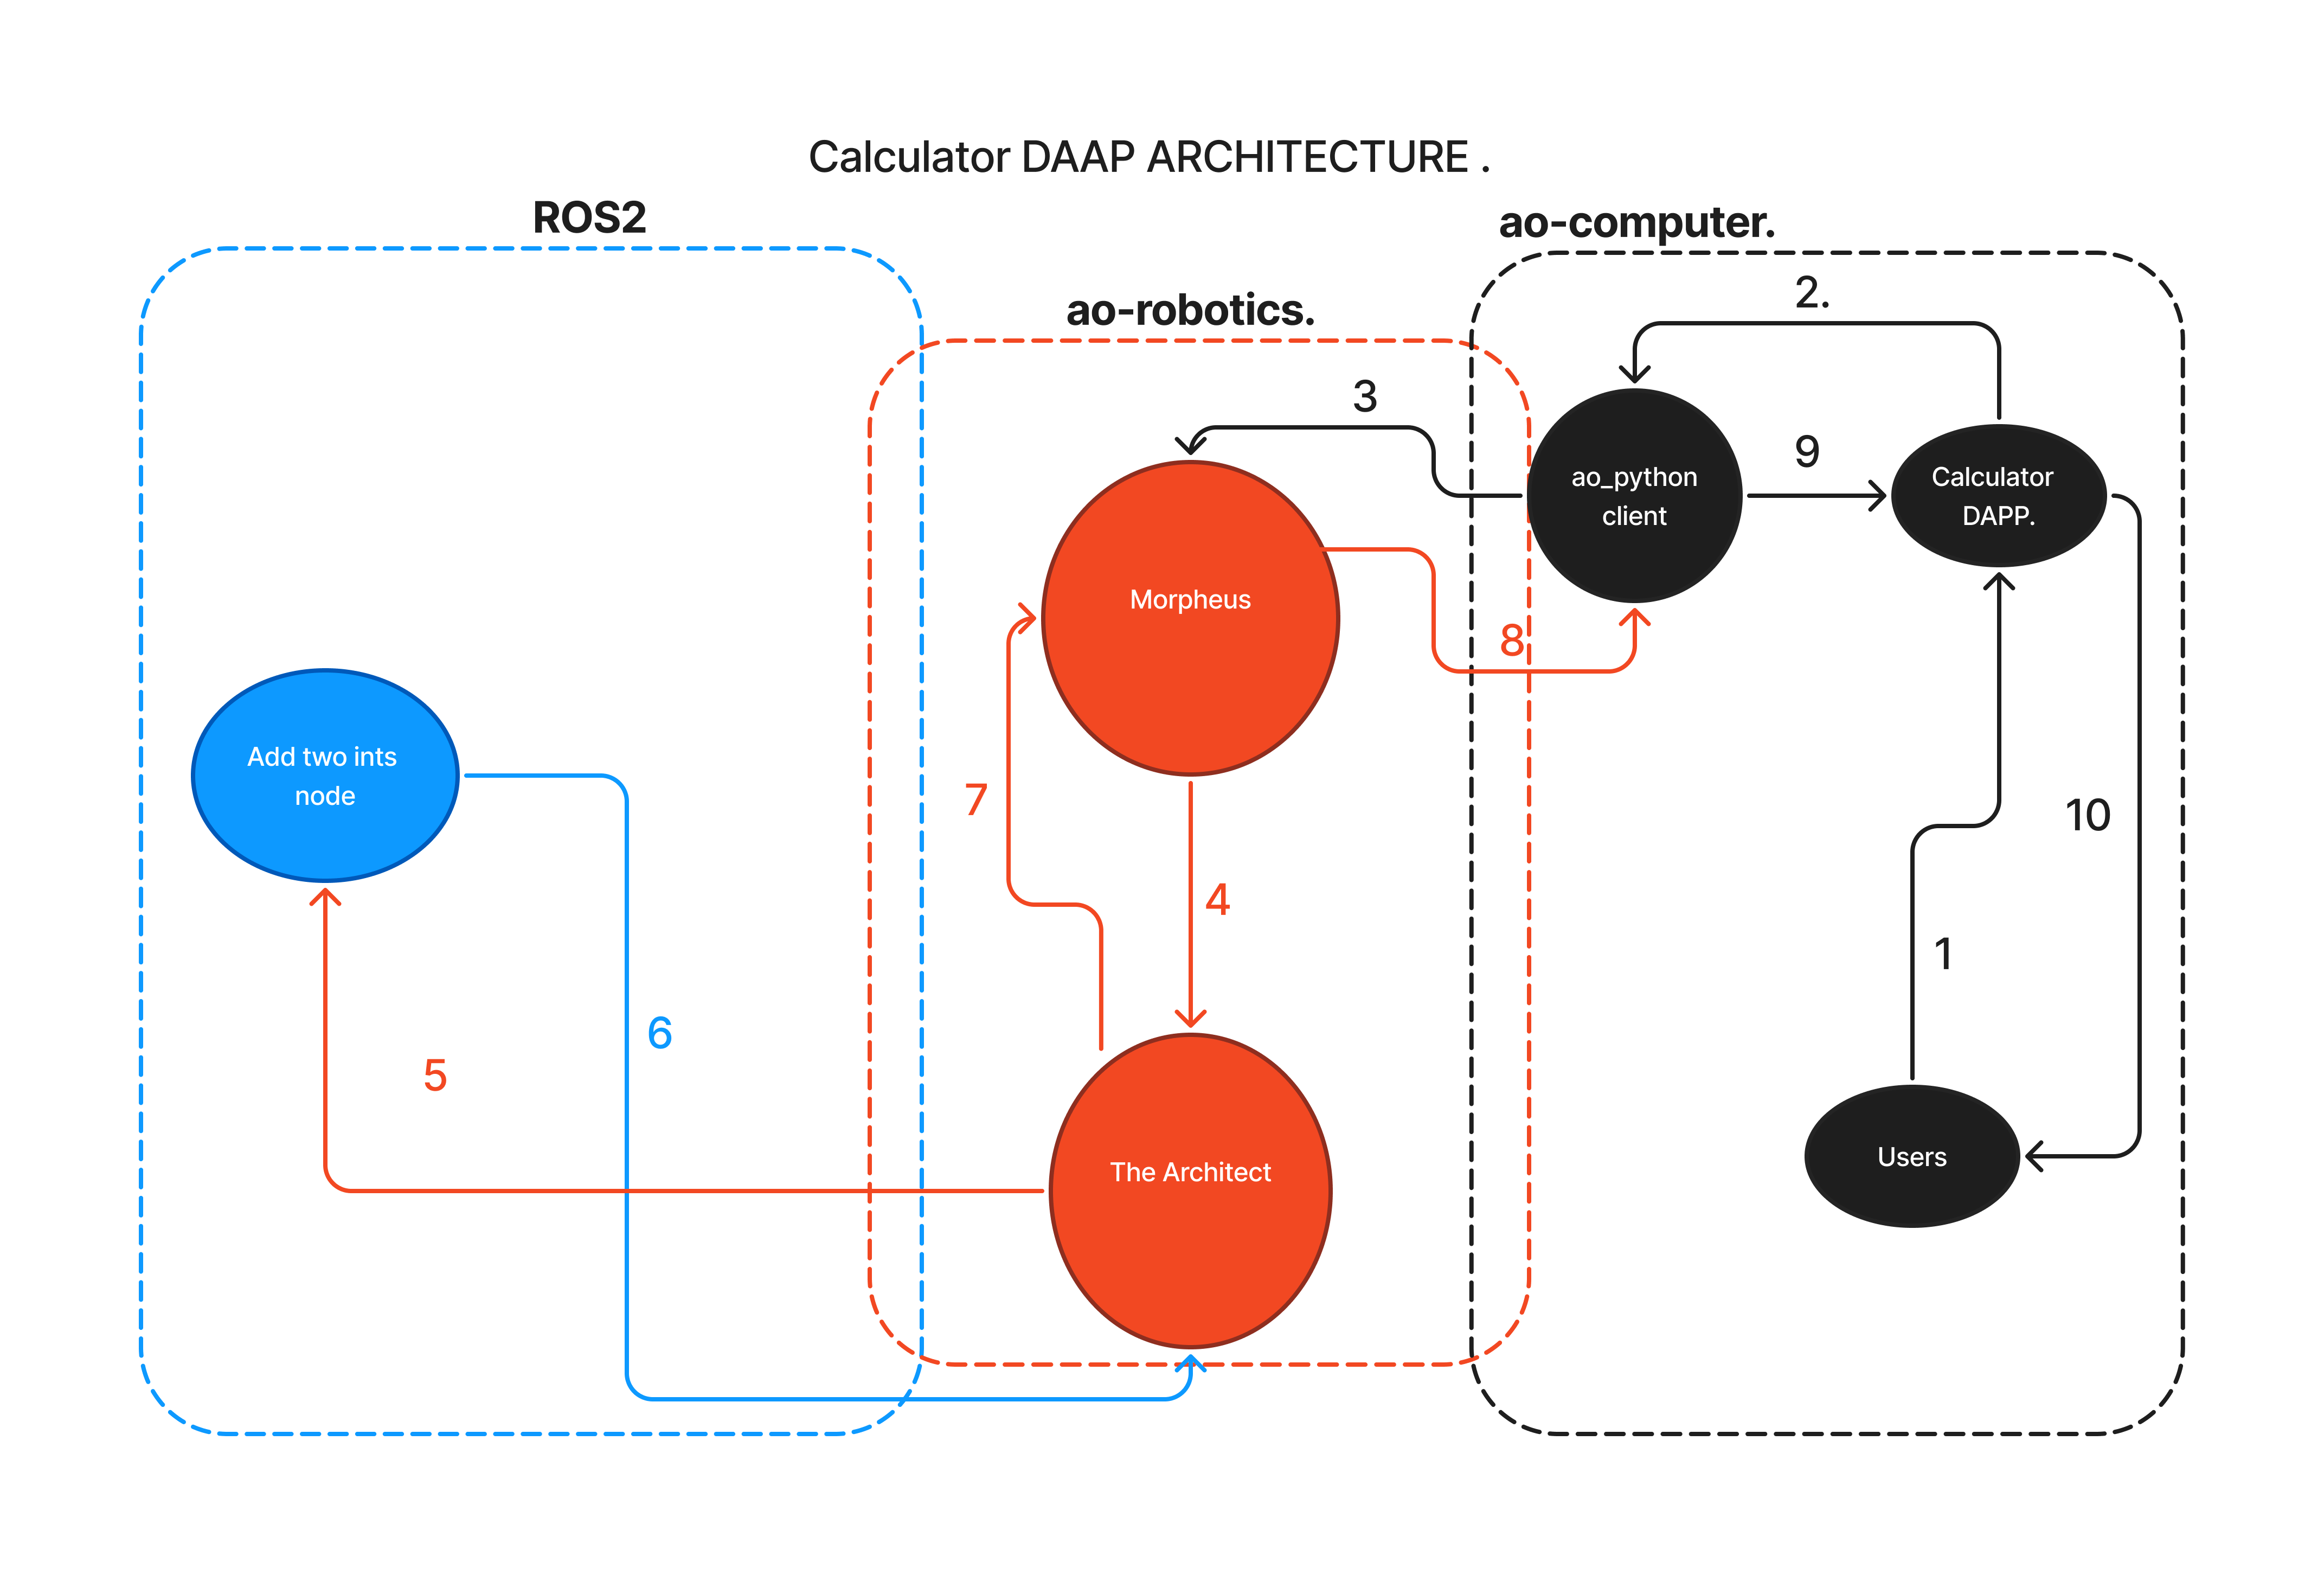 Calculator DAAP ARCHITECTURE .
ROS2
ao-computer.
2.
ao-robotics.
3
9
ao_python
client
Calculator
DAPP.
Morpheus
8
Add two ints
node
7
10
4
1
6
5
Users
The Architect